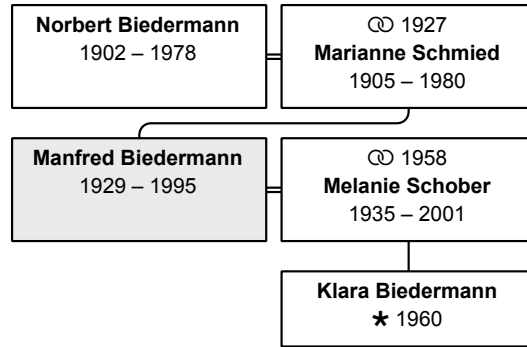 Norbert Biedermann
1902 – 1978
⚭ 1927
Marianne Schmied
1905 – 1980
Manfred Biedermann
1929 – 1995
⚭ 1958
Melanie Schober
1935 – 2001
Klara Biedermann
★ 1960